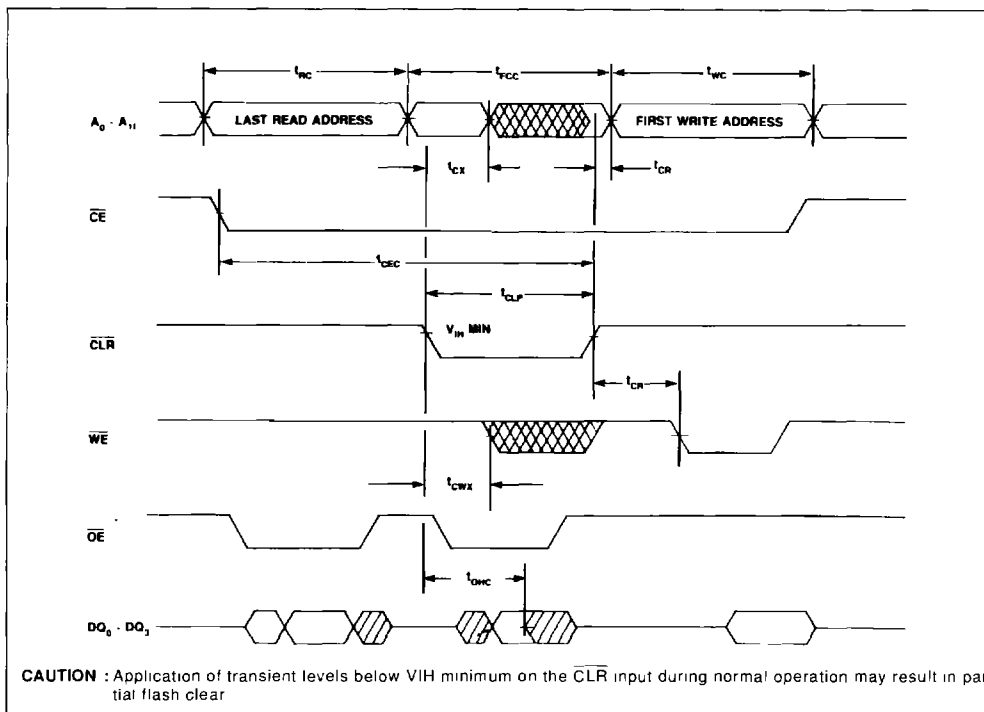 tRC tFCC tWC
A0 - A11 LAST READ ADDRESS FIRST WRITE ADDRESS
tCX tCR
CE
tCEC
tCLP
VIH MIN
CLR
tCR
WE
tCWX
OE
tOHC
DQ0 - DQ3
CAUTION : Application of transient levels below VIH minimum on the CLR input during normal operation may result in par-
tial flash clear